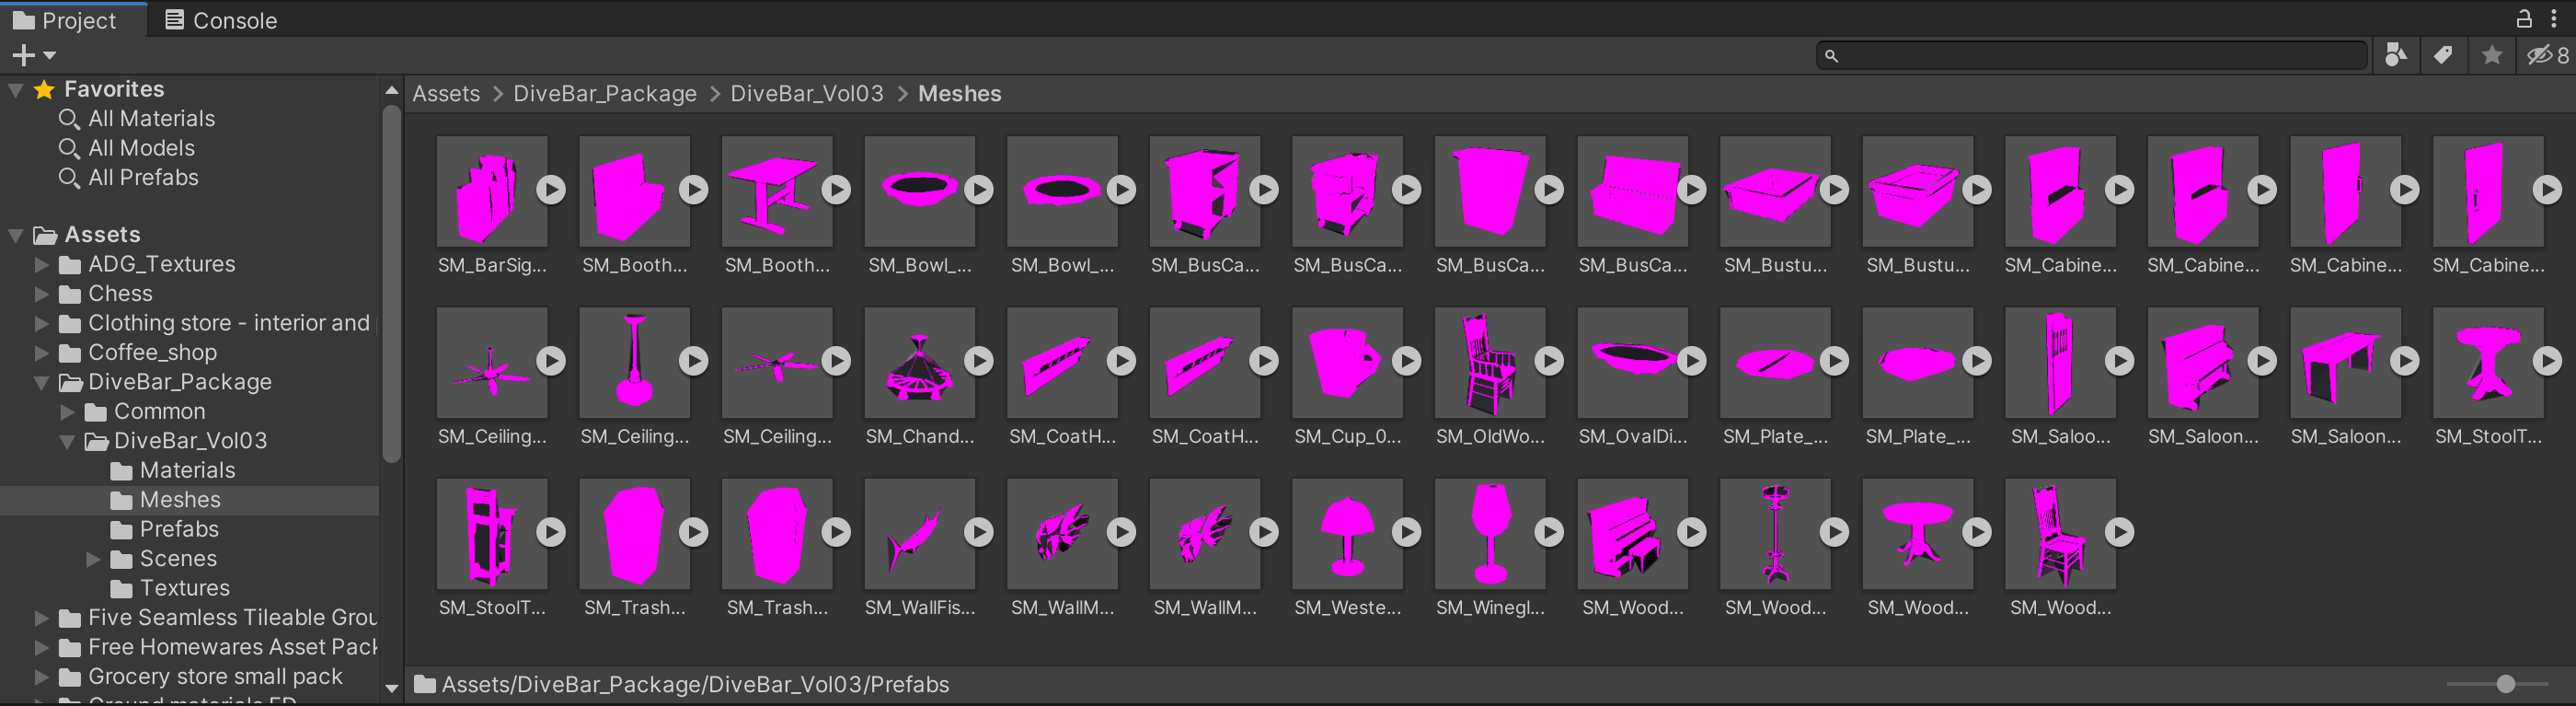 Project Console
8
Favorites
All Materials
All Models
All Prefabs
Assets
ADG_Textures
Chess
Clothing store - interior and
Coffee_shop
DiveBar_Package
Common
DiveBar_Vol03
Materials
Meshes
Prefabs
Scenes
Textures
Five Seamless Tileable Grou
Free Homewares Asset Pack
Grocery store small pack
Ground materials FD
Assets > DiveBar_Package > DiveBar_Vol03 > Meshes
SM_BarSig... SM_Booth... SM_Booth... SM_Bowl_... SM_Bowl_... SM_BusCa... SM_BusCa... SM_BusCa... SM_BusCa... SM_Bustu... SM_Bustu... SM_Cabine... SM_Cabine... SM_Cabine... SM_Cabine...
SM_Ceiling... SM_Ceiling... SM_Ceiling... SM_Chand... SM_CoatH... SM_CoatH... SM_Cup_0... SM_OldWo... SM_OvalDi... SM_Plate_... SM_Plate_... SM_Saloo... SM_Saloon... SM_Saloon... SM_StoolT...
SM_StoolT... SM_Trash... SM_Trash... SM_WallFis... SM_WallM... SM_WallM... SM_Weste... SM_Winegl... SM_Wood... SM_Wood... SM_Wood... SM_Wood...
Assets/DiveBar_Package/DiveBar_Vol03/Prefabs